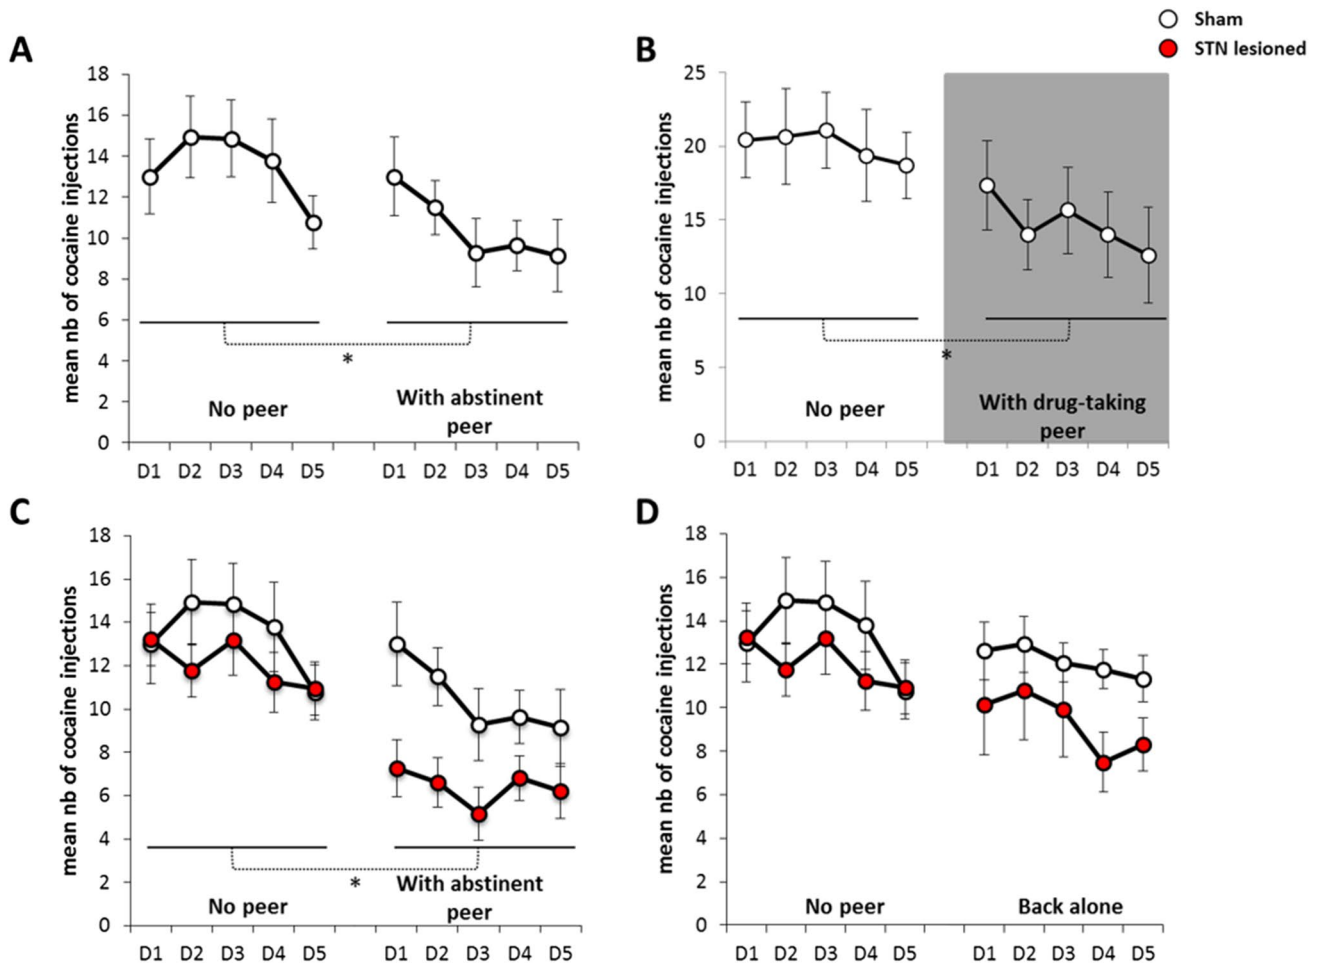 Sham
STN lesioned
A
mean nb of cocaine injections
18
16
14
12
10
8
6
4
2
0
*
No peer
With abstinent
peer
D1 D2 D3 D4 D5 D1 D2 D3 D4 D5
B
mean nb of cocaine injections
25
20
15
10
5
0
*
No peer
With drug-taking
peer
D1 D2 D3 D4 D5 D1 D2 D3 D4 D5
C
mean nb of cocaine injections
18
16
14
12
10
8
6
4
2
0
*
No peer
With abstinent
peer
D1 D2 D3 D4 D5 D1 D2 D3 D4 D5
D
mean nb of cocaine injections
18
16
14
12
10
8
6
4
2
0
No peer
Back alone
D1 D2 D3 D4 D5 D1 D2 D3 D4 D5